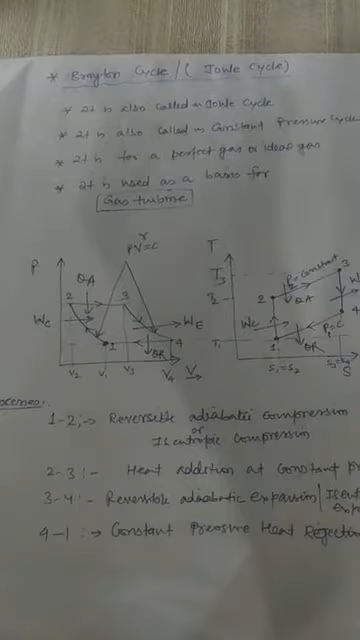 * Brayton Cycle / ( Joule Cycle )
* It is also called as Joule Cycle
* It is also called as Constant Pressure Cycle
* It is for a perfect gas or ideal gas
* It is used as a basis for
Gas turbine
PVʳ=C
P
QA
2
3
WC
WE
1
4
QR
V2 V1 V3 V4 V
T
T3
T2
T1
P=Constant
3
2
QA
WC
4
P=C
1
QR
S1=S2
S
1-2 :→ Reversible adiabatic compression
or
Isentropic compression
2-3 :- Heat addition at constant
3-4 :- Reversible adiabatic expansion /
4-1 :→ Constant Pressure Heat Rejection